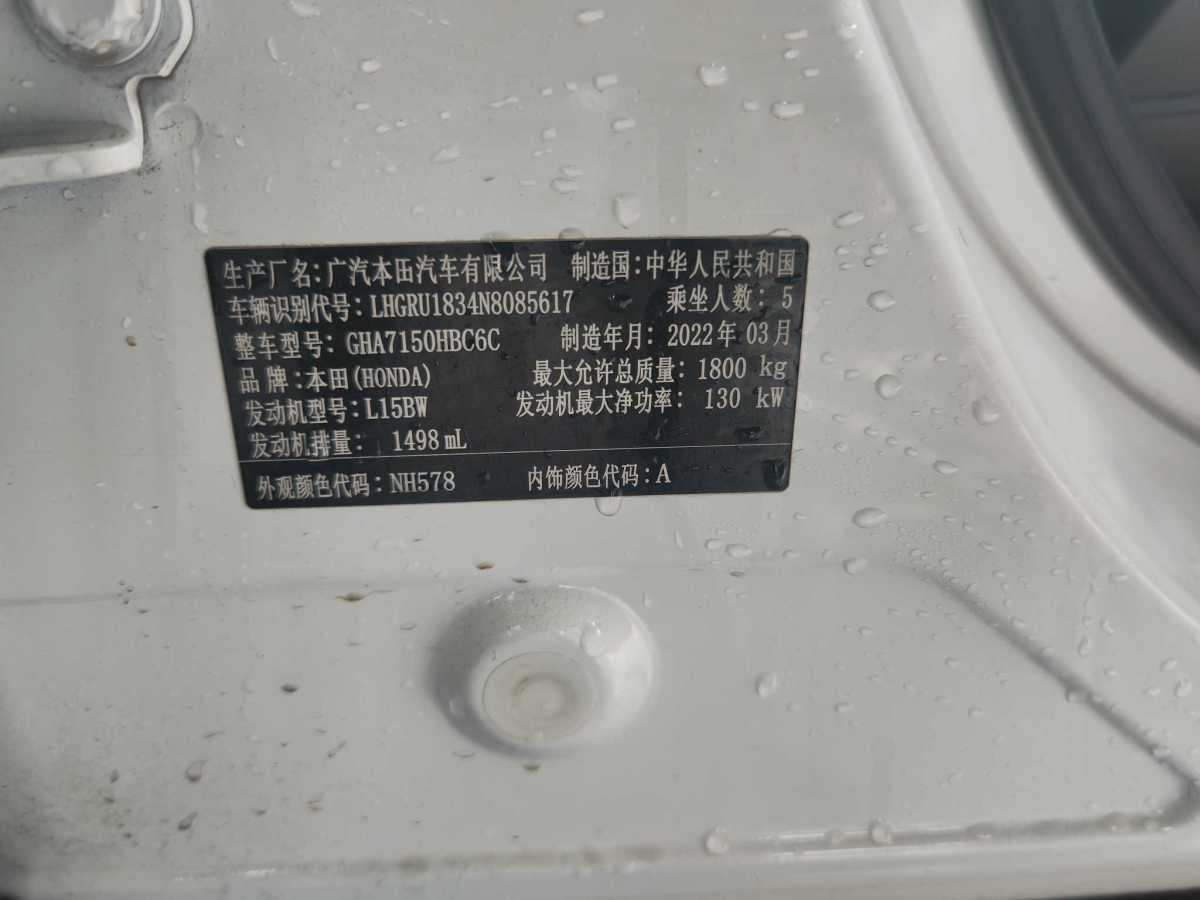 生产厂名:广汽本田汽车有限公司 制造国:中华人民共和国
车辆识别代号: LHGRU1834N8085617 乘坐人数: 5
整车型号: GHA7150HBC6C 制造年月: 2022年 03月
品 牌:本田(HONDA) 最大允许总质量: 1800 kg
发动机型号:L15BW 发动机最大净功率: 130 kW
发动机排量: 1498 mL
外观颜色代码: NH578 内饰颜色代码:A